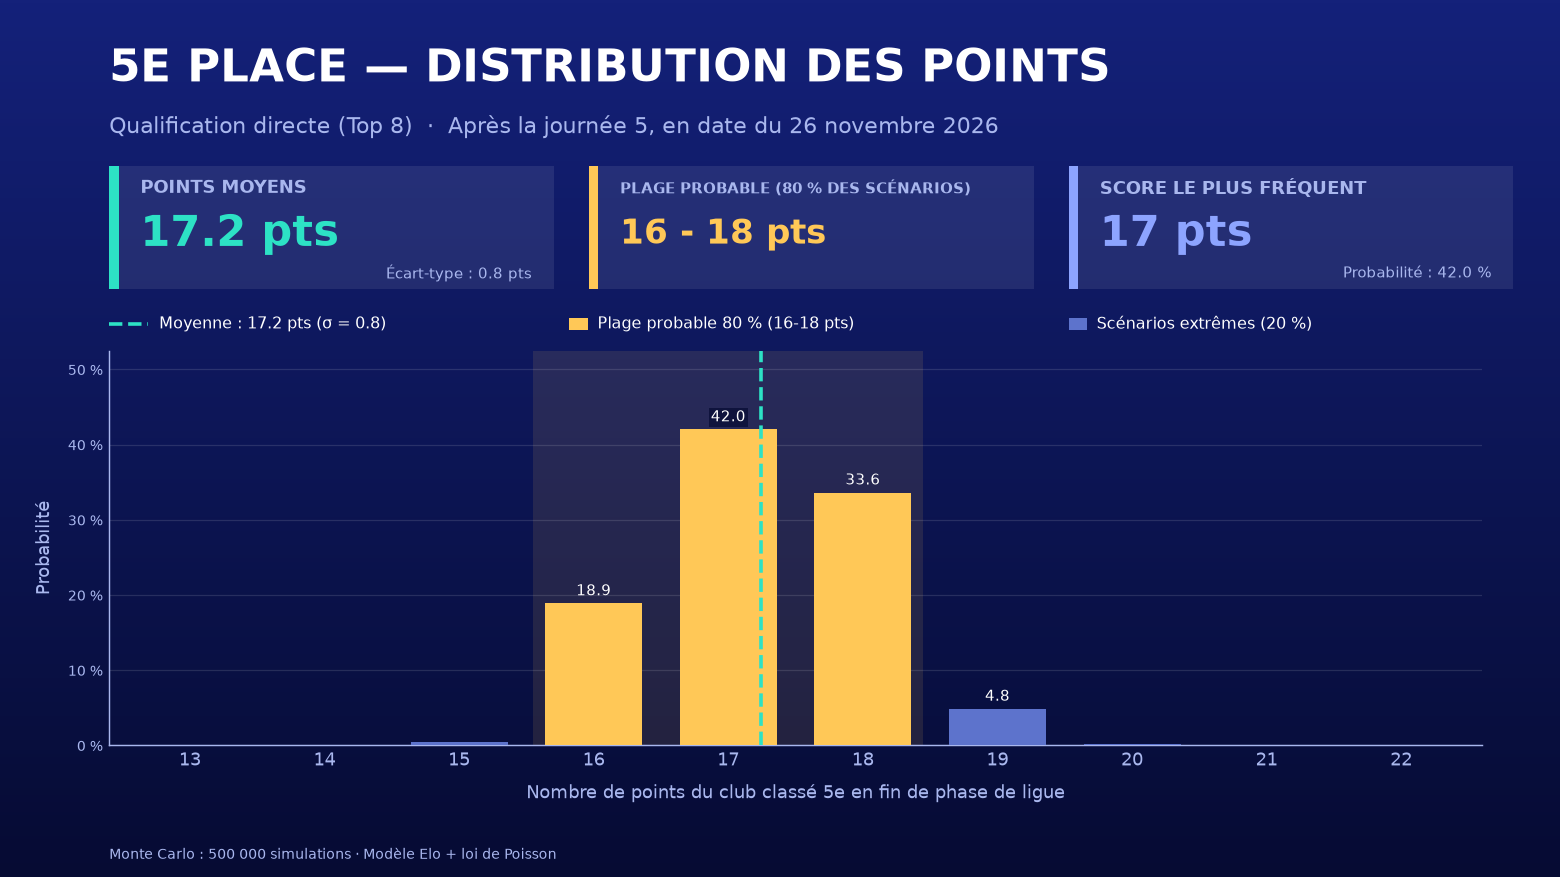 5E PLACE — DISTRIBUTION DES POINTS
Qualification directe (Top 8)  ·  Après la journée 5, en date du 26 novembre 2026
POINTS MOYENS
17.2 pts
Écart-type : 0.8 pts
PLAGE PROBABLE (80 % DES SCÉNARIOS)
16 - 18 pts
SCORE LE PLUS FRÉQUENT
17 pts
Probabilité : 42.0 %
Moyenne : 17.2 pts (σ = 0.8)
Plage probable 80 % (16-18 pts)
Scénarios extrêmes (20 %)
Probabilité
50 %
40 %
30 %
20 %
10 %
0 %
18.9
42.0
33.6
4.8
13 14 15 16 17 18 19 20 21 22
Nombre de points du club classé 5e en fin de phase de ligue
Monte Carlo : 500 000 simulations · Modèle Elo + loi de Poisson